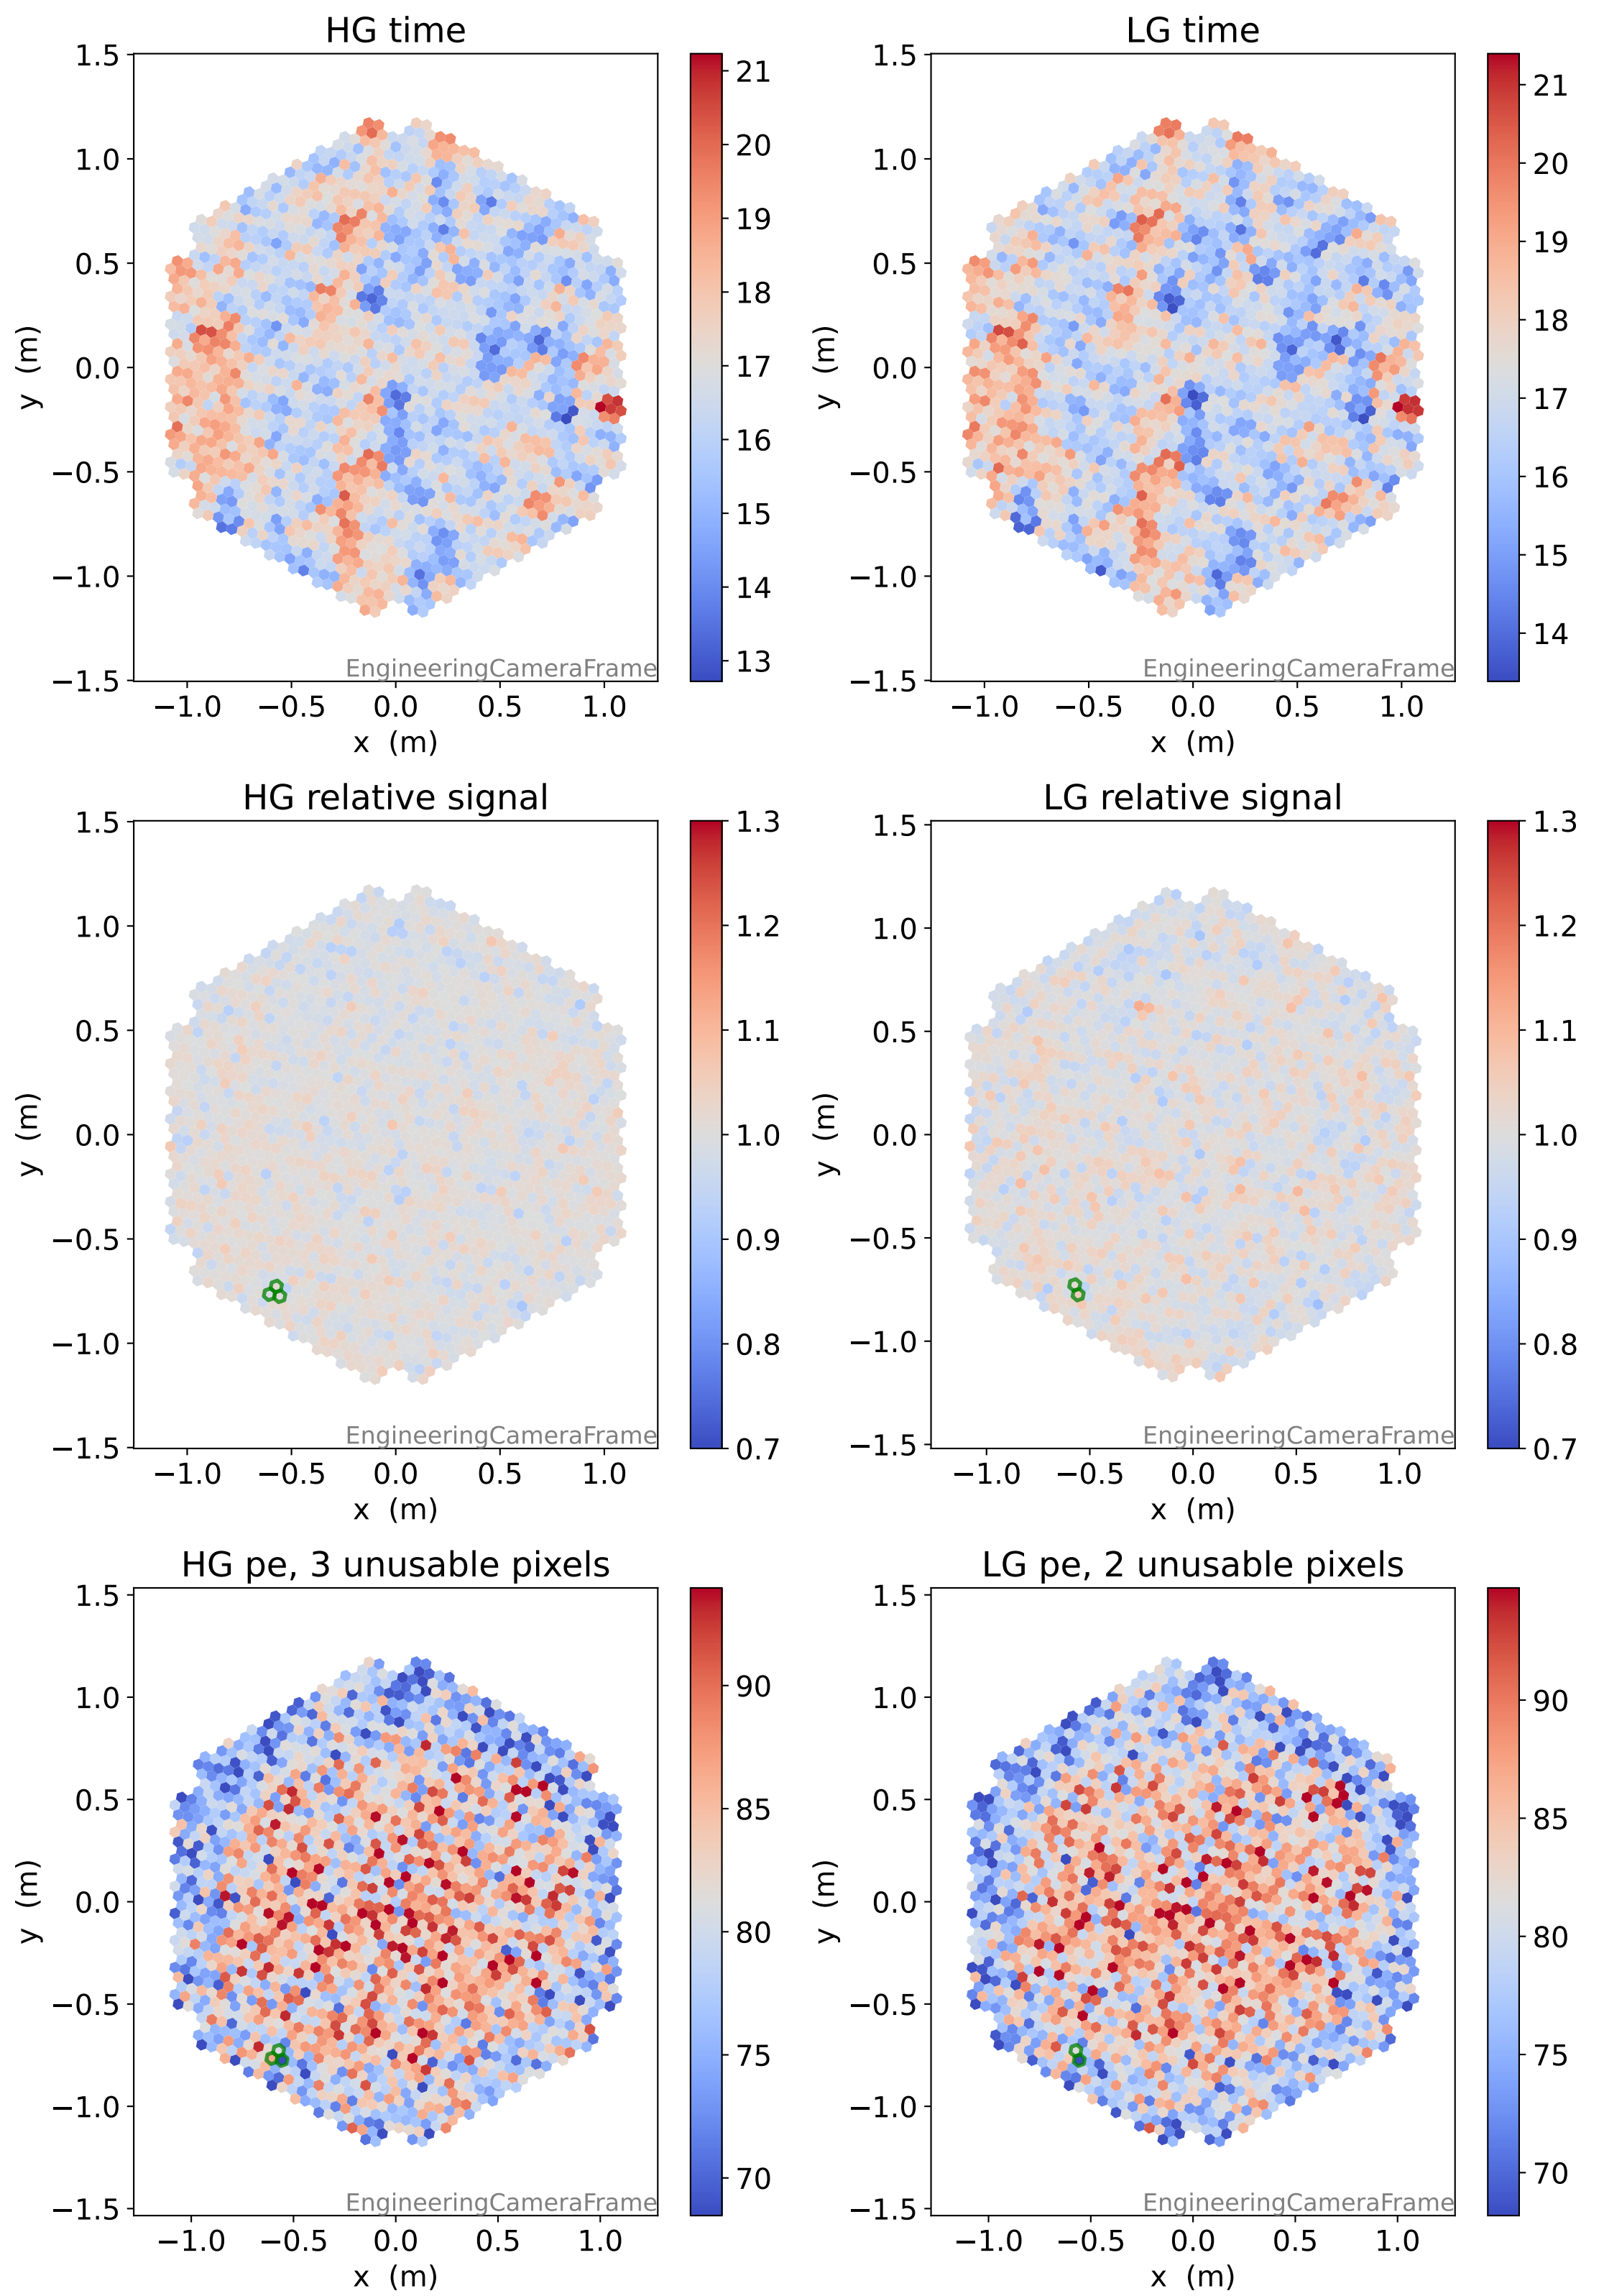 HG time
1.5
1.0
0.5
0.0
−0.5
−1.0
−1.5
y (m)
−1.0 −0.5 0.0 0.5 1.0
x (m)
EngineeringCameraFrame
21
20
19
18
17
16
15
14
13
LG time
1.5
1.0
0.5
0.0
−0.5
−1.0
−1.5
y (m)
−1.0 −0.5 0.0 0.5 1.0
x (m)
EngineeringCameraFrame
21
20
19
18
17
16
15
14
HG relative signal
1.5
1.0
0.5
0.0
−0.5
−1.0
−1.5
y (m)
−1.0 −0.5 0.0 0.5 1.0
x (m)
EngineeringCameraFrame
1.3
1.2
1.1
1.0
0.9
0.8
0.7
LG relative signal
1.5
1.0
0.5
0.0
−0.5
−1.0
−1.5
y (m)
−1.0 −0.5 0.0 0.5 1.0
x (m)
EngineeringCameraFrame
1.3
1.2
1.1
1.0
0.9
0.8
0.7
HG pe, 3 unusable pixels
1.5
1.0
0.5
0.0
−0.5
−1.0
−1.5
y (m)
−1.0 −0.5 0.0 0.5 1.0
x (m)
EngineeringCameraFrame
90
85
80
75
70
LG pe, 2 unusable pixels
1.5
1.0
0.5
0.0
−0.5
−1.0
−1.5
y (m)
−1.0 −0.5 0.0 0.5 1.0
x (m)
EngineeringCameraFrame
90
85
80
75
70